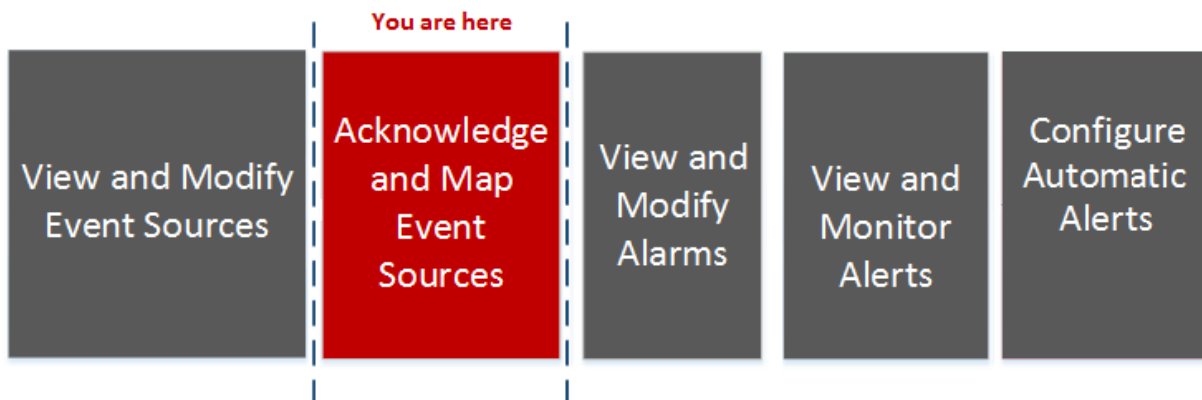 You are here
View and Modify
Event Sources
Acknowledge
and Map
Event
Sources
View and
Modify
Alarms
View and
Monitor
Alerts
Configure
Automatic
Alerts